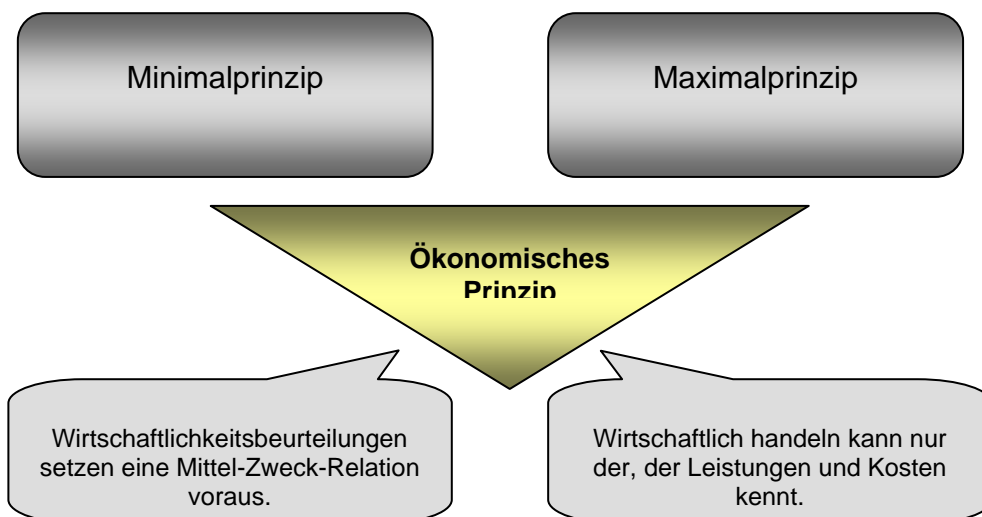 Minimalprinzip
Maximalprinzip
Ökonomisches
Prinzip
Wirtschaftlichkeitsbeurteilungen
setzen eine Mittel-Zweck-Relation
voraus.
Wirtschaftlich handeln kann nur
der, der Leistungen und Kosten
kennt.